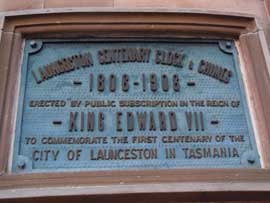 LAUNCESTON CENTENARY CLOCK & CHIMES
- 1806-1906 -
ERECTED BY PUBLIC SUBSCRIPTION IN THE REIGN OF
- KING EDWARD VII -
TO COMMEMORATE THE FIRST CENTENARY OF THE
CITY OF LAUNCESTON IN TASMANIA